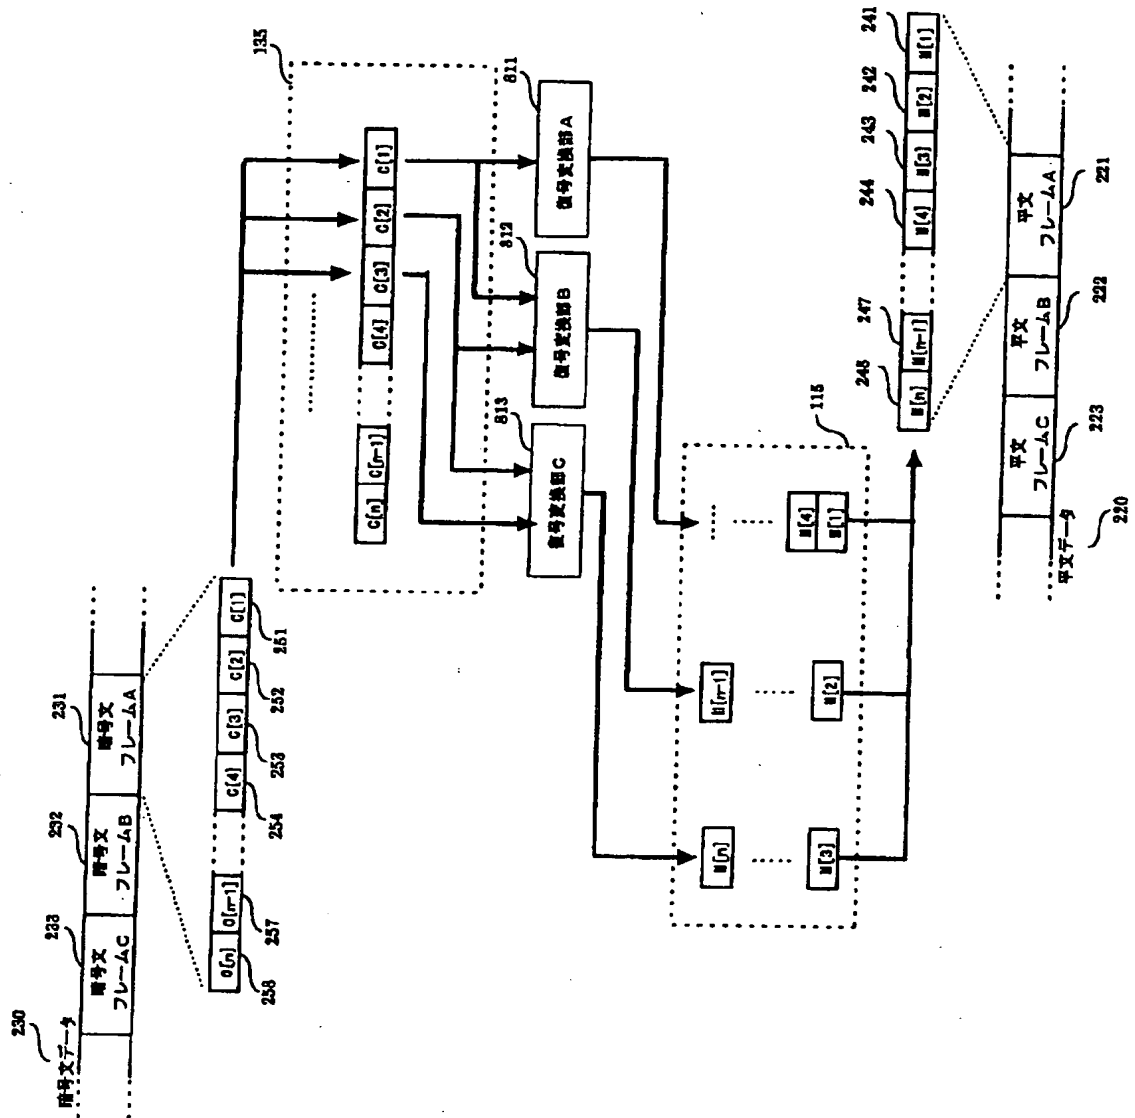 230
暗号文データ
233
232
231
暗号文
フレームC
暗号文
フレームB
暗号文
フレームA
C[n]
C[n-1]
C[4]
C[3]
C[2]
C[1]
258
257
254
253
252
251
135
C[n]
C[n-1]
C[4]
C[3]
C[2]
C[1]
813
812
811
復号変換部C
復号変換部B
復号変換部A
115
M[n]
M[3]
M[n-1]
M[2]
M[4]
M[1]
248
247
244
243
242
241
M[n]
M[n-1]
M[4]
M[3]
M[2]
M[1]
平文
フレームC
平文
フレームB
平文
フレームA
223
222
221
平文データ
220